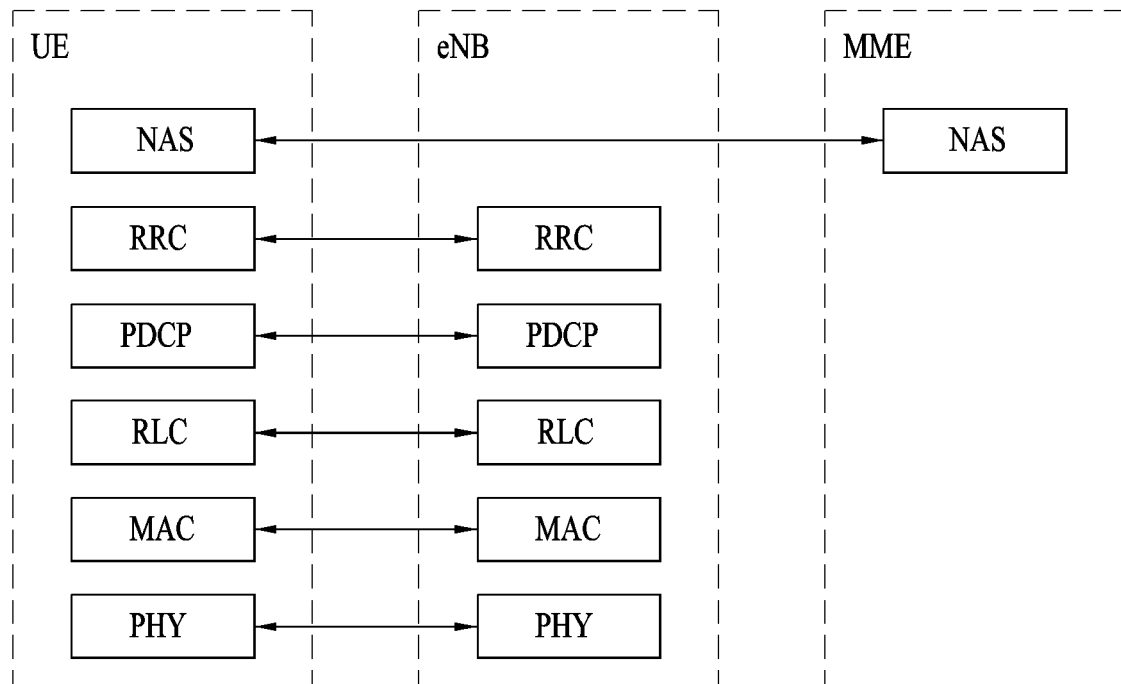 UE eNB MME
NAS NAS
RRC RRC
PDCP PDCP
RLC RLC
MAC MAC
PHY PHY